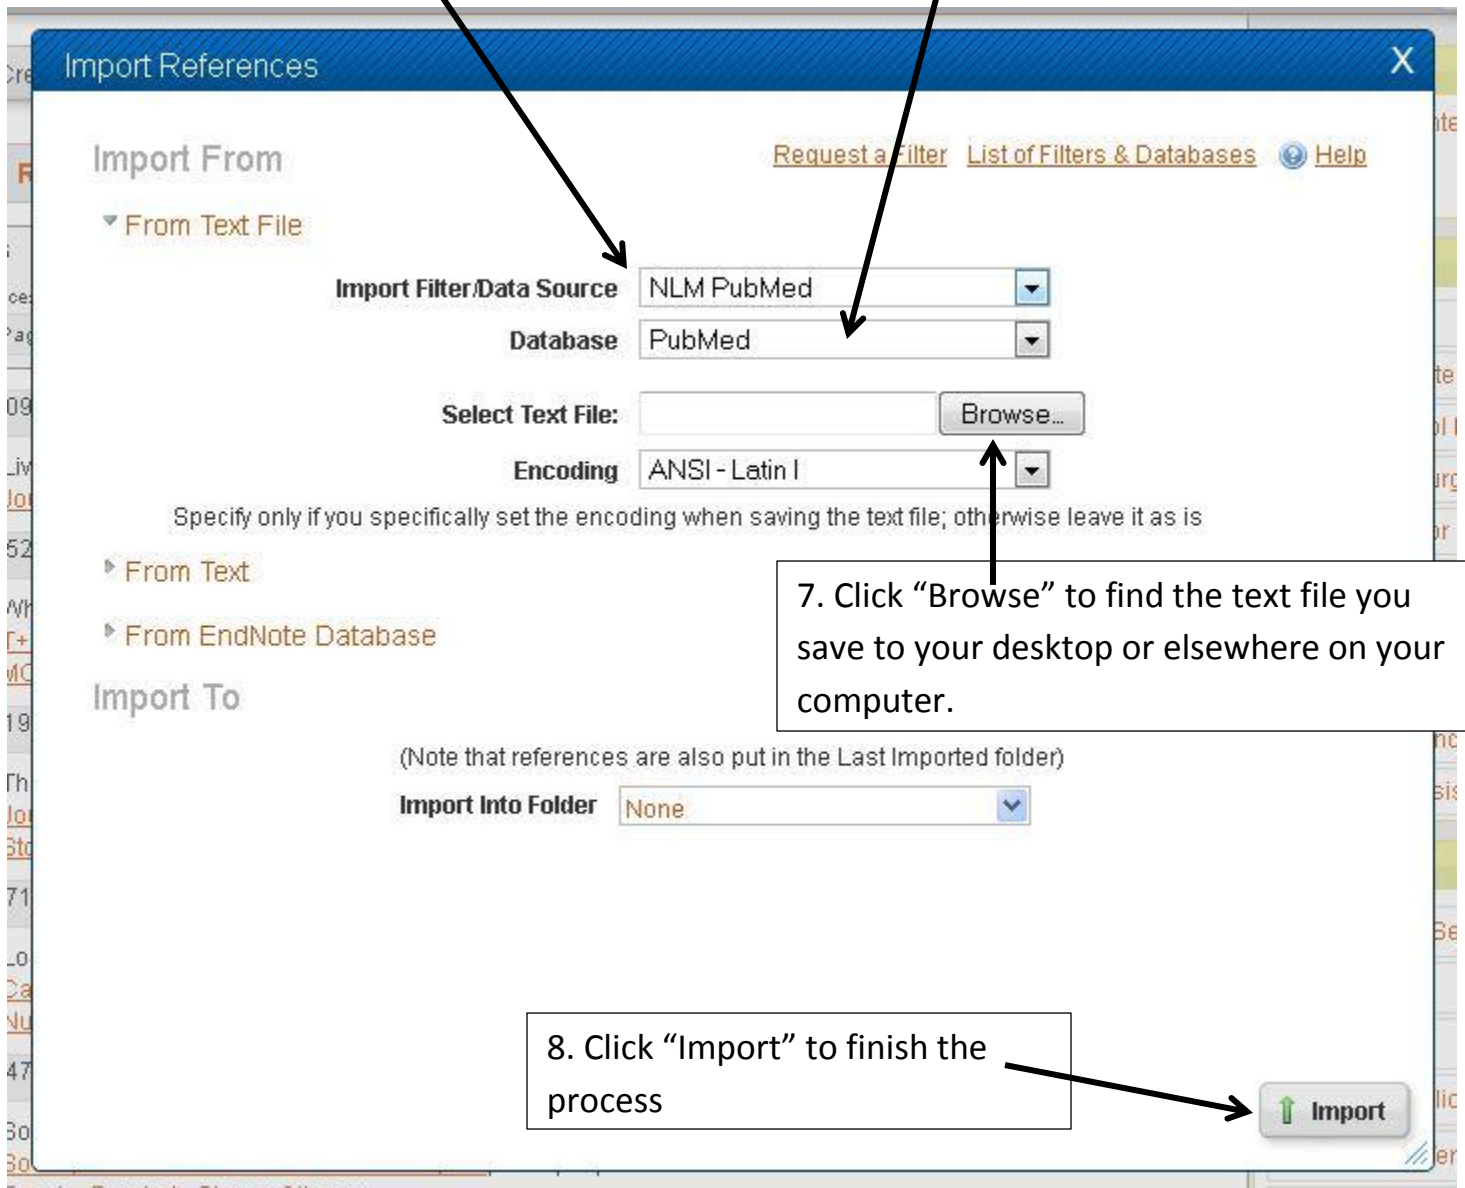 Import References X
Import From Request a Filter List of Filters & Databases Help
From Text File
Import Filter/Data Source NLM PubMed
Database PubMed
Select Text File: Browse...
Encoding ANSI - Latin I
Specify only if you specifically set the encoding when saving the text file; otherwise leave it as is
From Text
7. Click “Browse” to find the text file you
save to your desktop or elsewhere on your
computer.
From EndNote Database
Import To
(Note that references are also put in the Last Imported folder)
Import Into Folder None
8. Click “Import” to finish the
process
Import